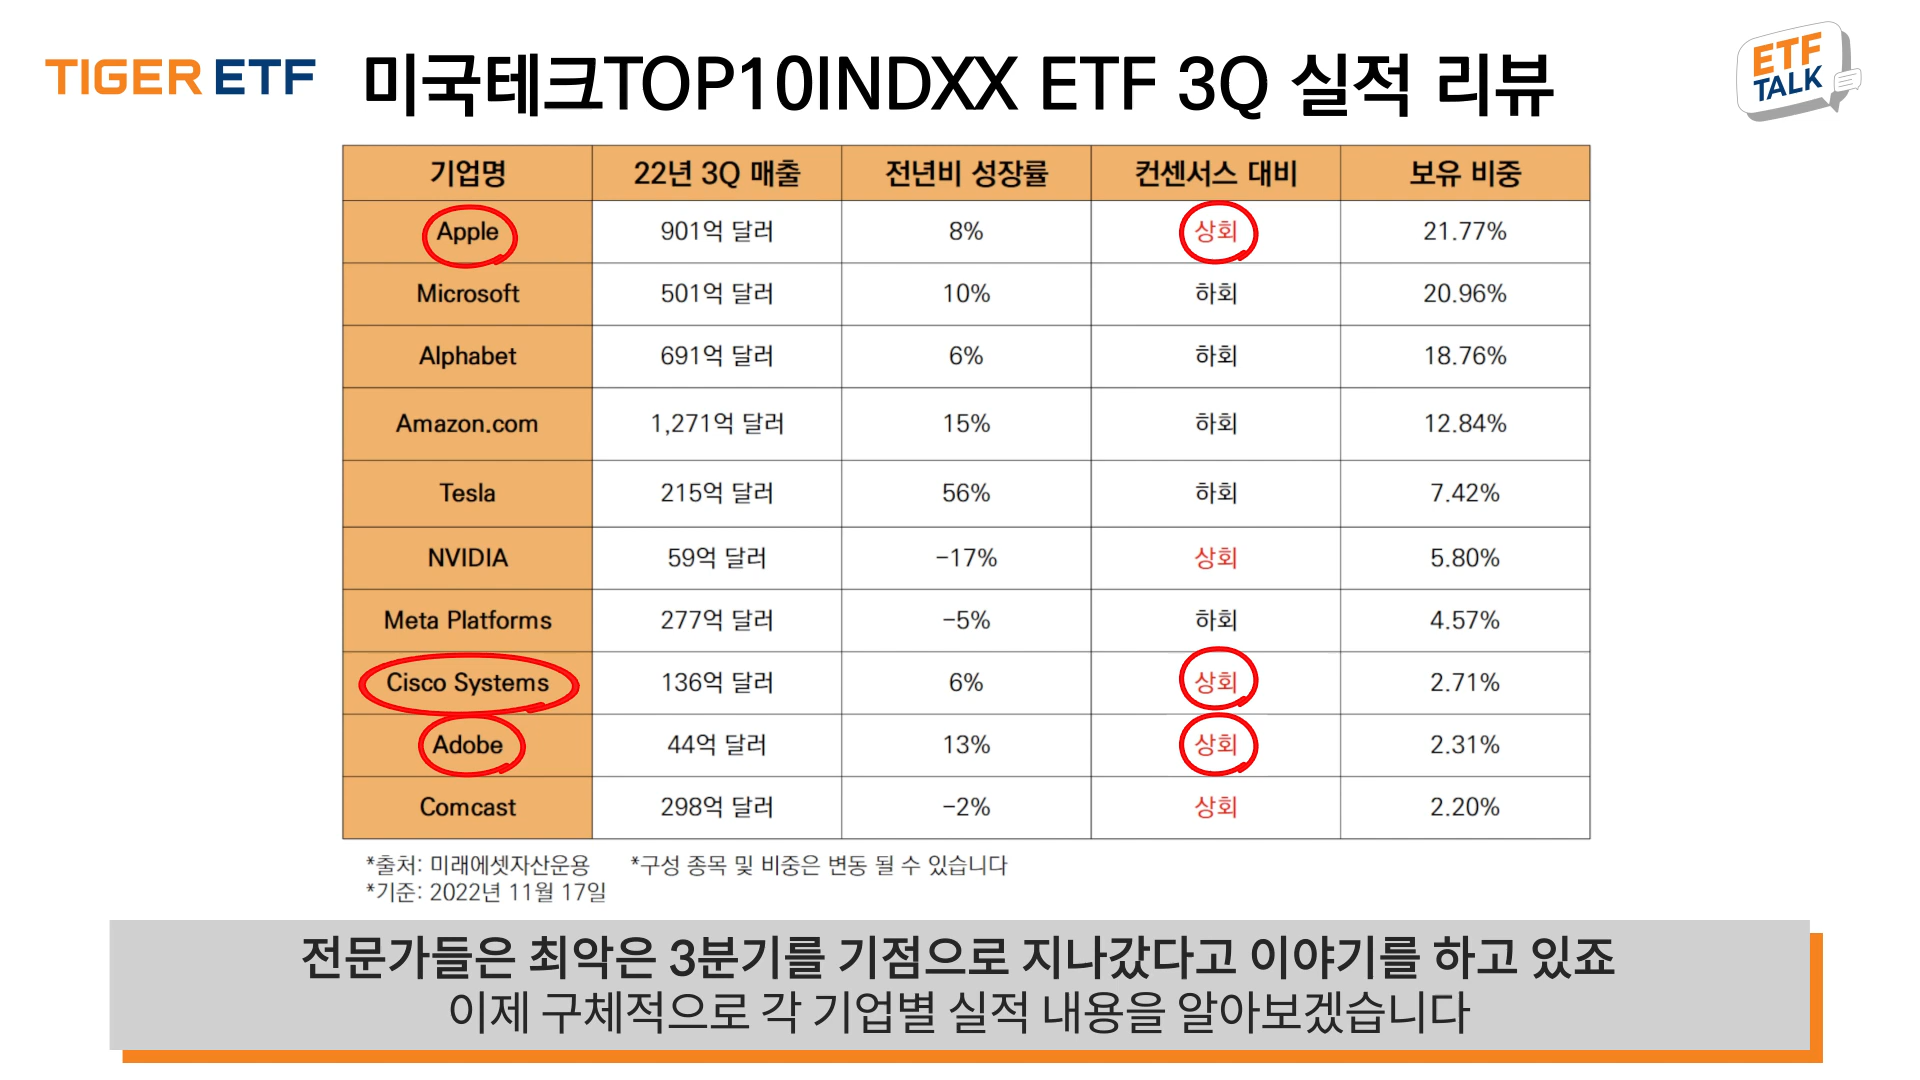 TIGER ETF 미국테크TOP10INDXX ETF 3Q 실적 리뷰
ETF
TALK
기업명 22년 3Q 매출 전년비 성장률 컨센서스 대비 보유 비중
Apple 901억 달러 8% 상회 21.77%
Microsoft 501억 달러 10% 하회 20.96%
Alphabet 691억 달러 6% 하회 18.76%
Amazon.com 1,271억 달러 15% 하회 12.84%
Tesla 215억 달러 56% 하회 7.42%
NVIDIA 59억 달러 -17% 상회 5.80%
Meta Platforms 277억 달러 -5% 하회 4.57%
Cisco Systems 136억 달러 6% 상회 2.71%
Adobe 44억 달러 13% 상회 2.31%
Comcast 298억 달러 -2% 상회 2.20%
*출처: 미래에셋자산운용 *구성 종목 및 비중은 변동 될 수 있습니다
*기준: 2022년 11월 17일
전문가들은 최악은 3분기를 기점으로 지나갔다고 이야기를 하고 있죠
이제 구체적으로 각 기업별 실적 내용을 알아보겠습니다